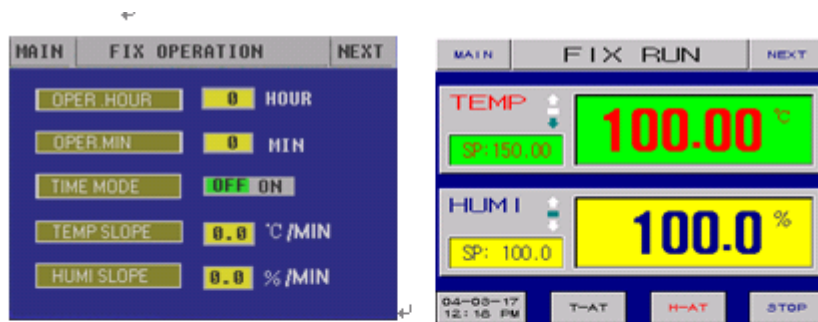 MAIN FIX OPERATION NEXT
OPER.HOUR 0 HOUR
OPER.MIN 0 MIN
TIME MODE OFF ON
TEMP SLOPE 0.0 ℃/MIN
HUMI SLOPE 0.0 %/MIN
MAIN FIX RUN NEXT
TEMP 100.00 ℃
SP:150.00
HUMI 100.0 %
SP: 100.0
04-03-17 T-AT H-AT STOP
12:16 PM